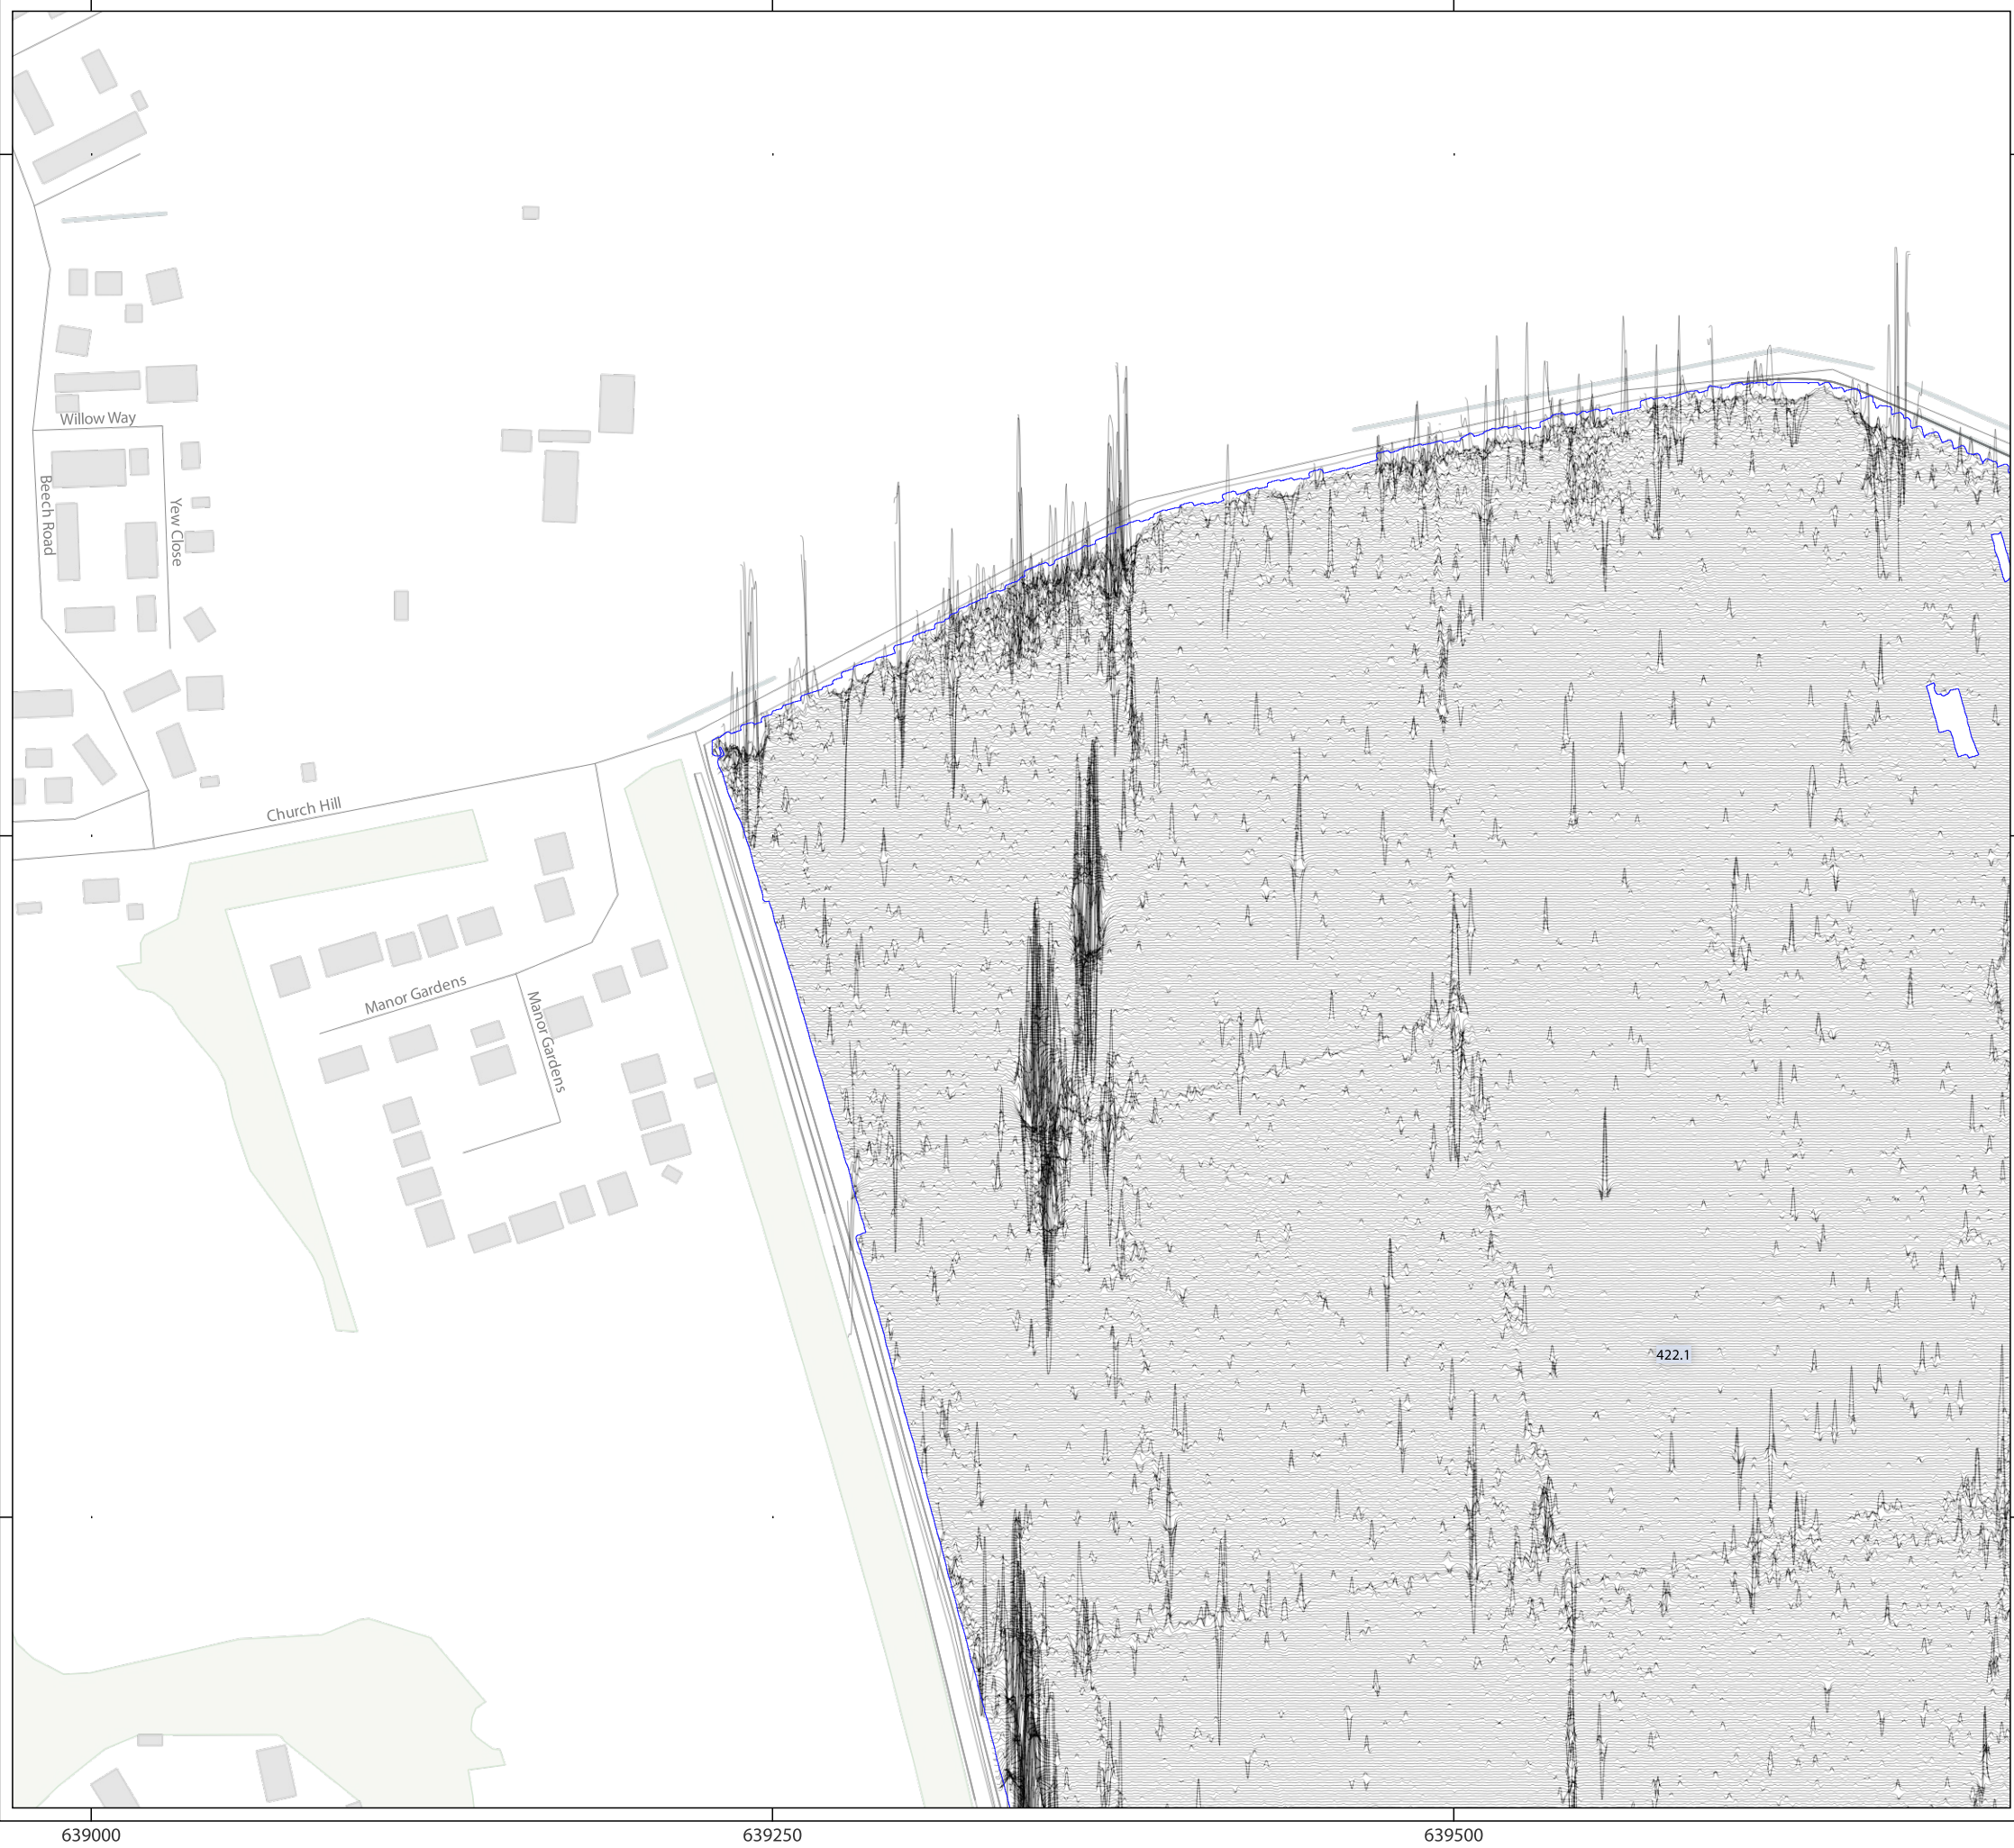 Willow Way
Beech Road
Yew Close
Church Hill
Manor Gardens
Manor Gardens
422.1
639000
639250
639500